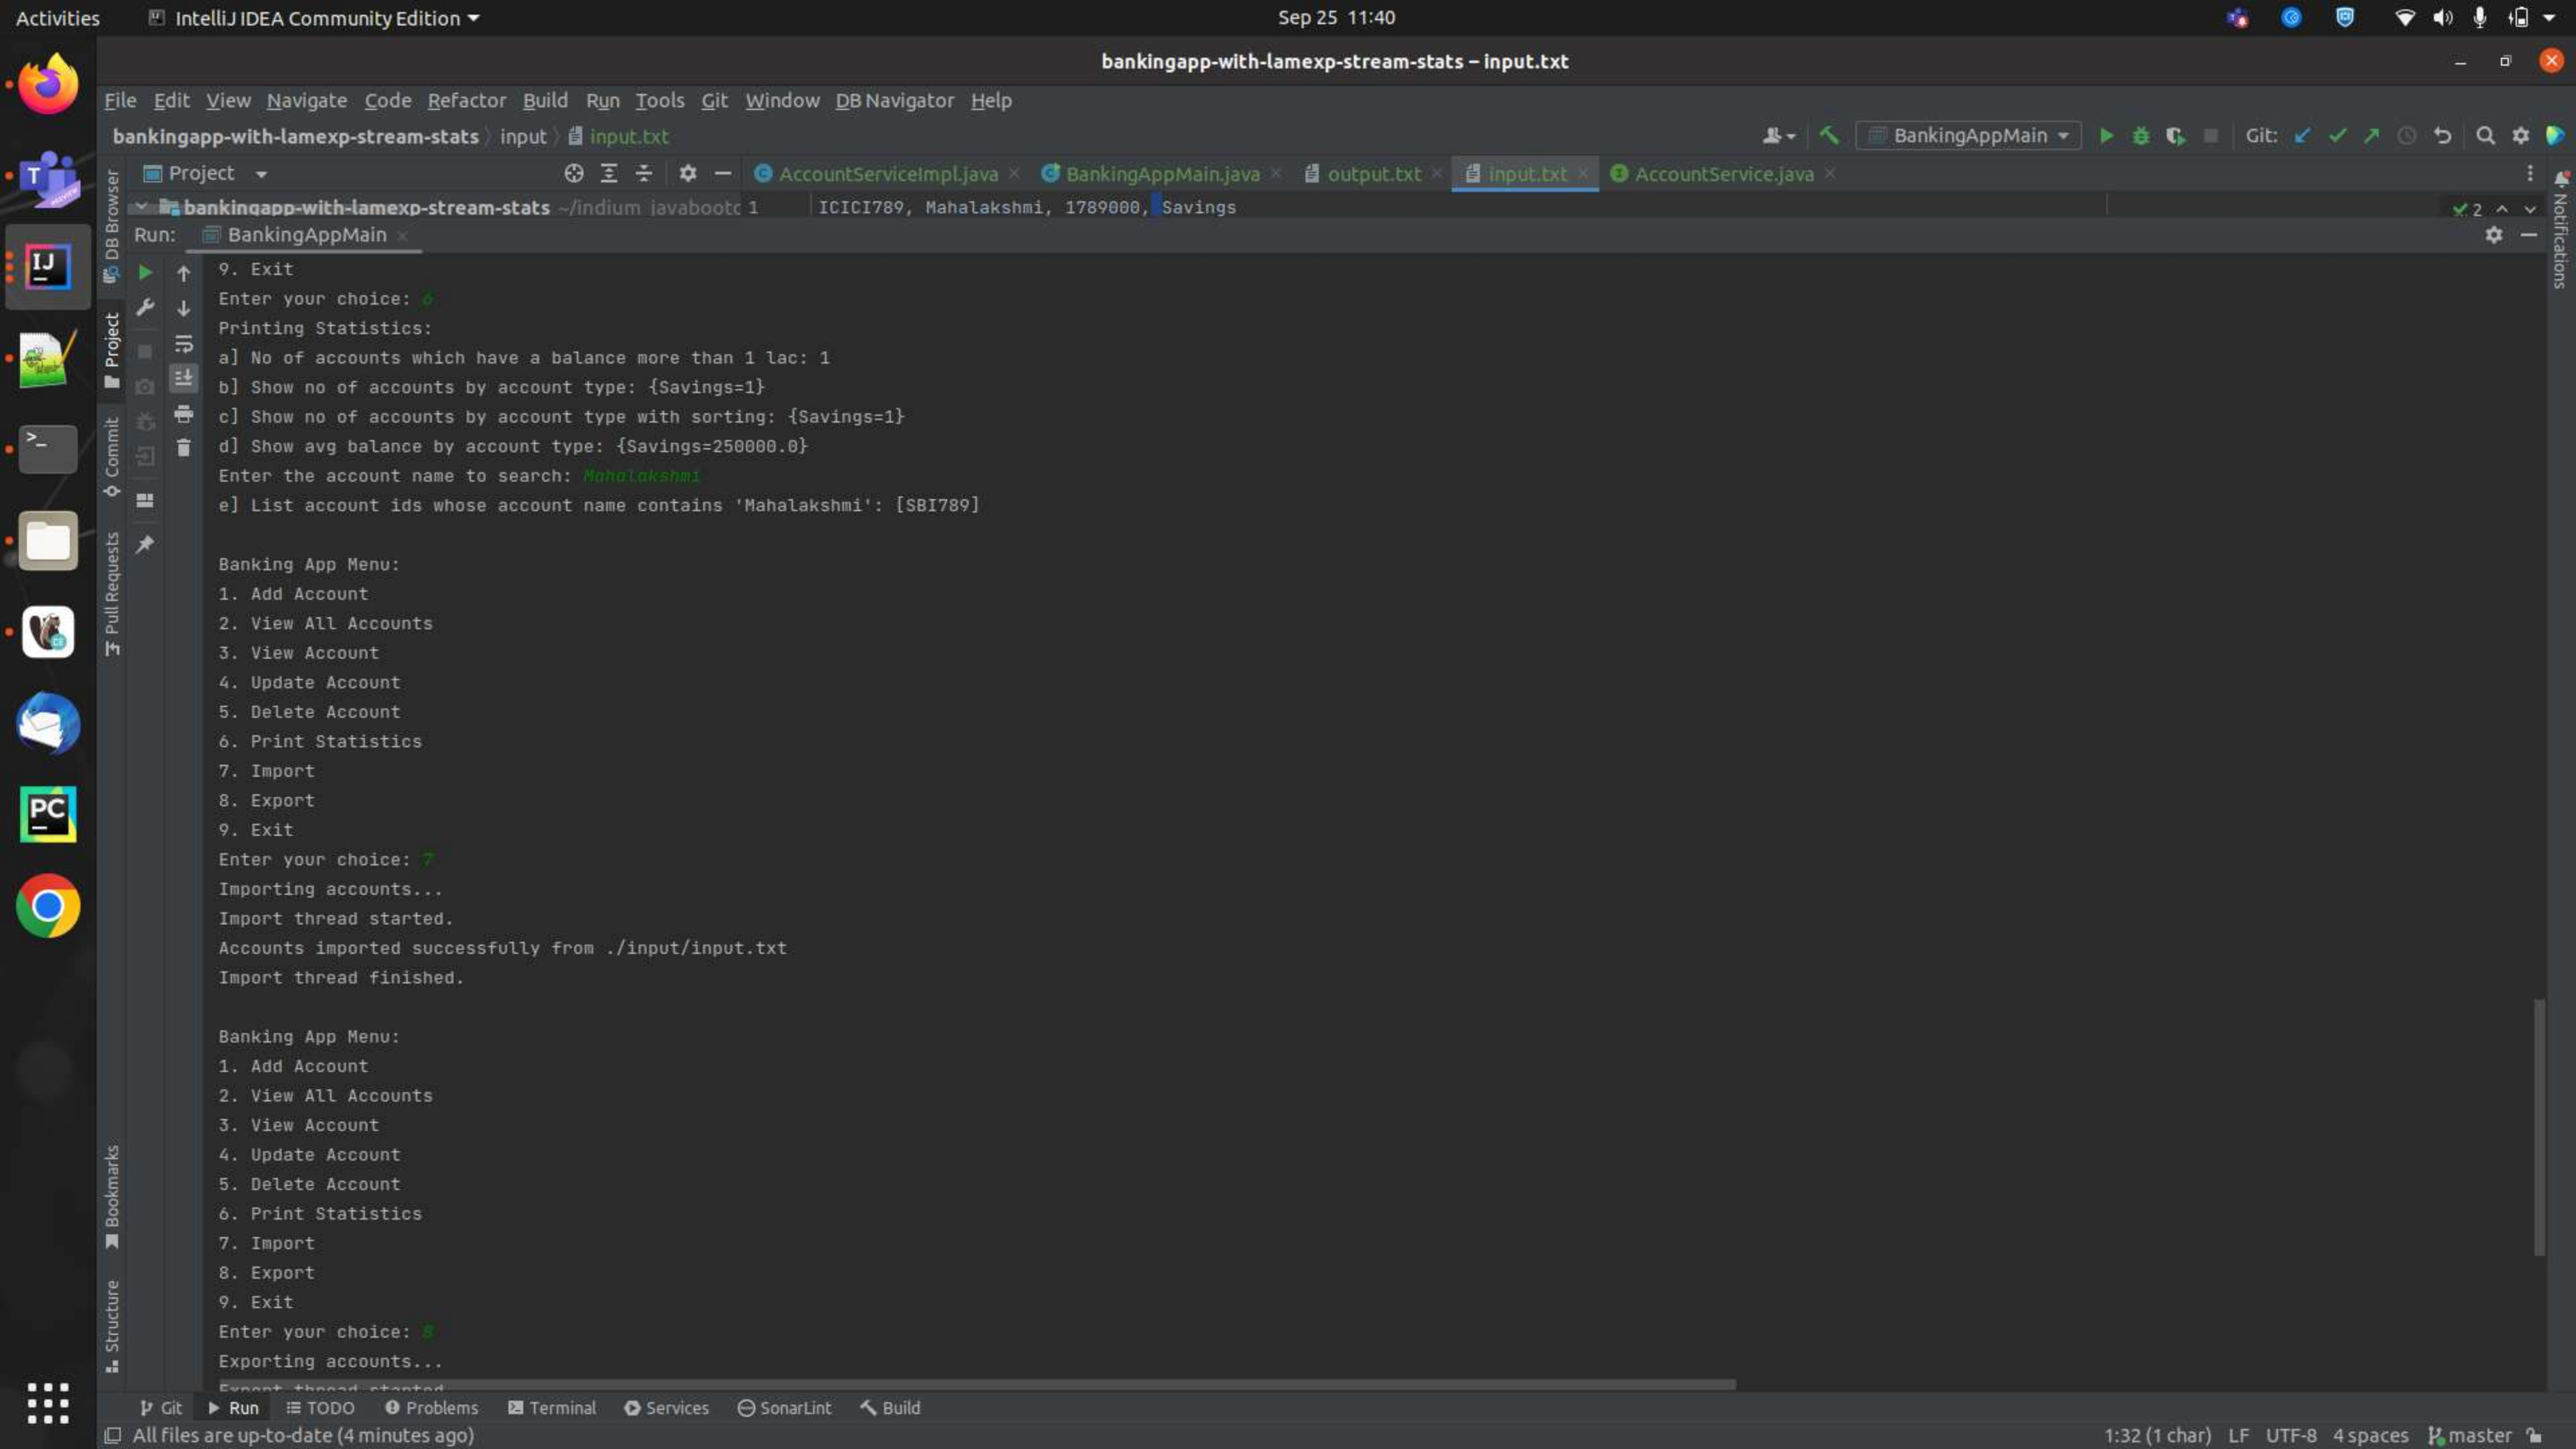 Activities IntelliJ IDEA Community Edition Sep 25 11:40
bankingapp-with-lamexp-stream-stats – input.txt
File Edit View Navigate Code Refactor Build Run Tools Git Window DB Navigator Help
bankingapp-with-lamexp-stream-stats input input.txt BankingAppMain Git:
Project AccountServiceImpl.java BankingAppMain.java output.txt input.txt AccountService.java
bankingapp-with-lamexp-stream-stats ~/indium_javabootc 1 ICICI789, Mahalakshmi, 1789000, Savings 2
Run: BankingAppMain
DB Browser
Project
Commit
Pull Requests
Bookmarks
Structure
Notifications
9. Exit
Enter your choice: 6
Printing Statistics:
a] No of accounts which have a balance more than 1 lac: 1
b] Show no of accounts by account type: {Savings=1}
c] Show no of accounts by account type with sorting: {Savings=1}
d] Show avg balance by account type: {Savings=250000.0}
Enter the account name to search: Mahalakshmi
e] List account ids whose account name contains 'Mahalakshmi': [SBI789]
Banking App Menu:
1. Add Account
2. View All Accounts
3. View Account
4. Update Account
5. Delete Account
6. Print Statistics
7. Import
8. Export
9. Exit
Enter your choice: 7
Importing accounts...
Import thread started.
Accounts imported successfully from ./input/input.txt
Import thread finished.
Banking App Menu:
1. Add Account
2. View All Accounts
3. View Account
4. Update Account
5. Delete Account
6. Print Statistics
7. Import
8. Export
9. Exit
Enter your choice: 8
Exporting accounts...
Export thread started
Git Run TODO Problems Terminal Services SonarLint Build
All files are up-to-date (4 minutes ago) 1:32 (1 char) LF UTF-8 4 spaces master